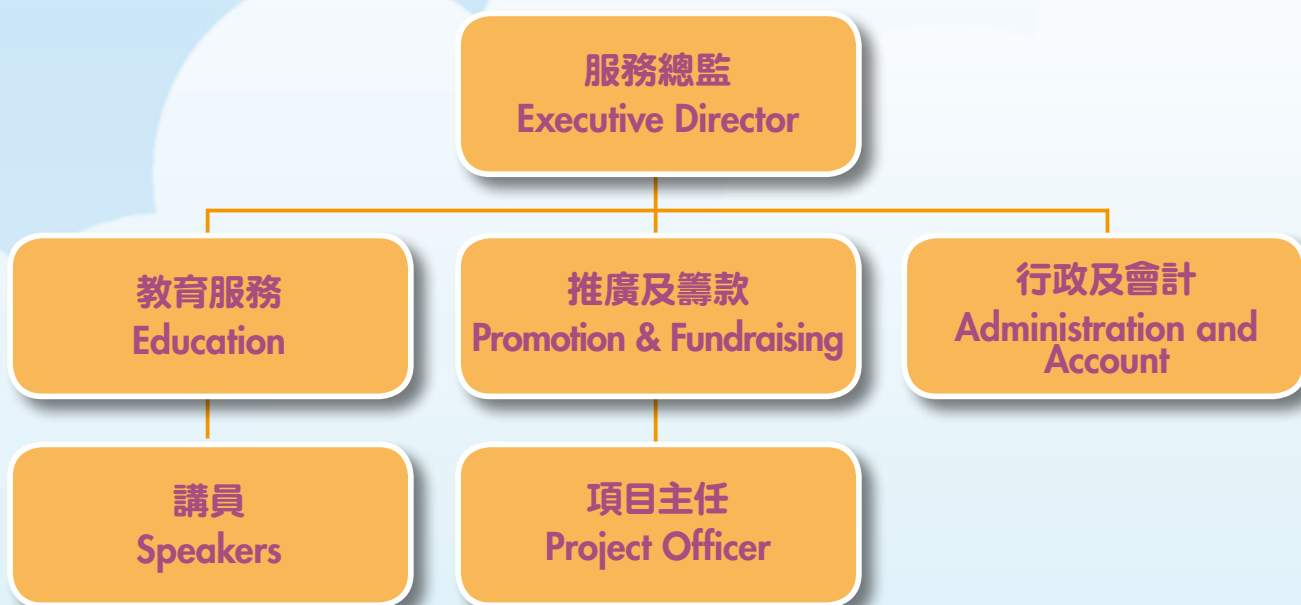 服務總監
Executive Director
教育服務
Education
推廣及籌款
Promotion & Fundraising
行政及會計
Administration and
Account
講員
Speakers
項目主任
Project Officer